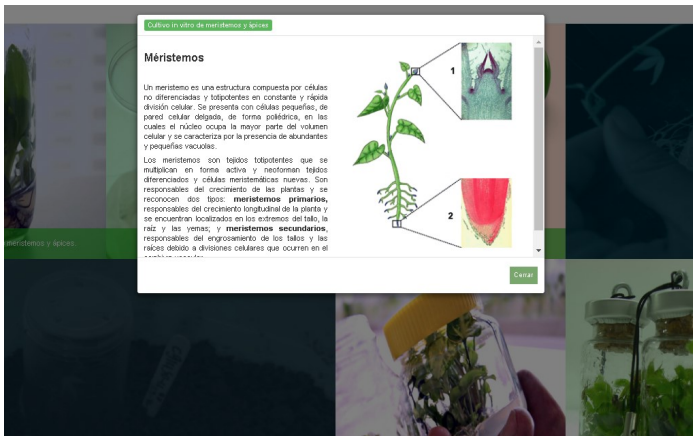 Cultivo in vitro de meristemos y ápices
Méristemos
Un meristemo es una estructura compuesta por células
no diferenciadas y totipotentes en constante y rápida
división celular. Se presenta con células pequeñas, de
pared celular delgada, de forma poliédrica, en las
cuales el núcleo ocupa la mayor parte del volumen
celular y se caracteriza por la presencia de abundantes
y pequeñas vacuolas.
Los meristemos son tejidos totipotentes que se
multiplican en forma activa y neoforman tejidos
diferenciados y células meristemáticas nuevas. Son
responsables del crecimiento de las plantas y se
reconocen dos tipos: meristemos primarios,
responsables del crecimiento longitudinal de la planta y
se encuentran localizados en los extremos del tallo, la
raíz y las yemas; y meristemos secundarios,
responsables del engrosamiento de los tallos y las
raíces debido a divisiones celulares que ocurren en el
1
2
meristemos y ápices.
Cerrar